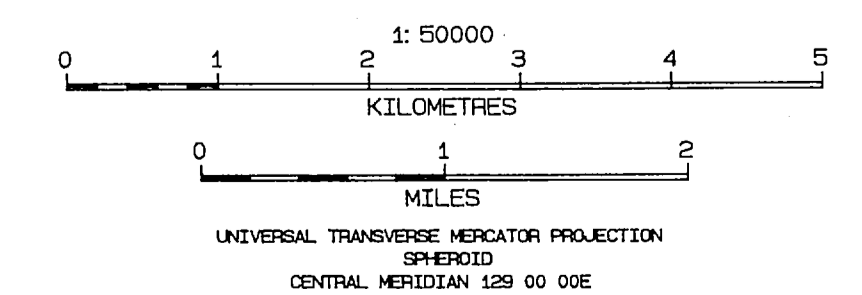 1: 50000
0 1 2 3 4 5
KILOMETRES
0 1 2
MILES
UNIVERSAL TRANSVERSE MERCATOR PROJECTION
SPHEROID
CENTRAL MERIDIAN 129 00 00E